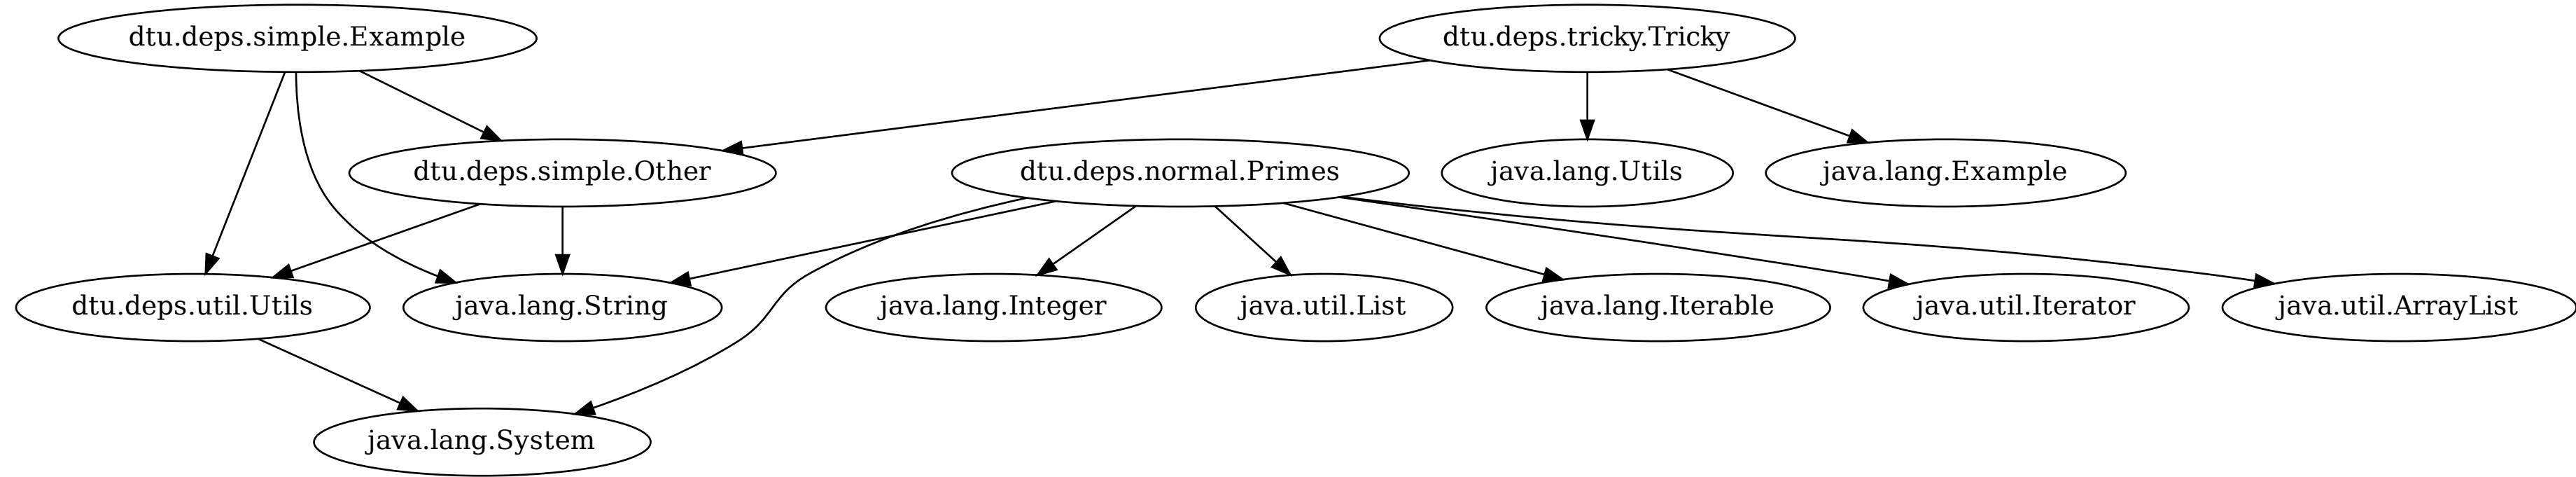 dtu.deps.simple.Example
dtu.deps.tricky.Tricky
dtu.deps.simple.Other
dtu.deps.normal.Primes
java.lang.Utils
java.lang.Example
dtu.deps.util.Utils
java.lang.String
java.lang.Integer
java.util.List
java.lang.Iterable
java.util.Iterator
java.util.ArrayList
java.lang.System